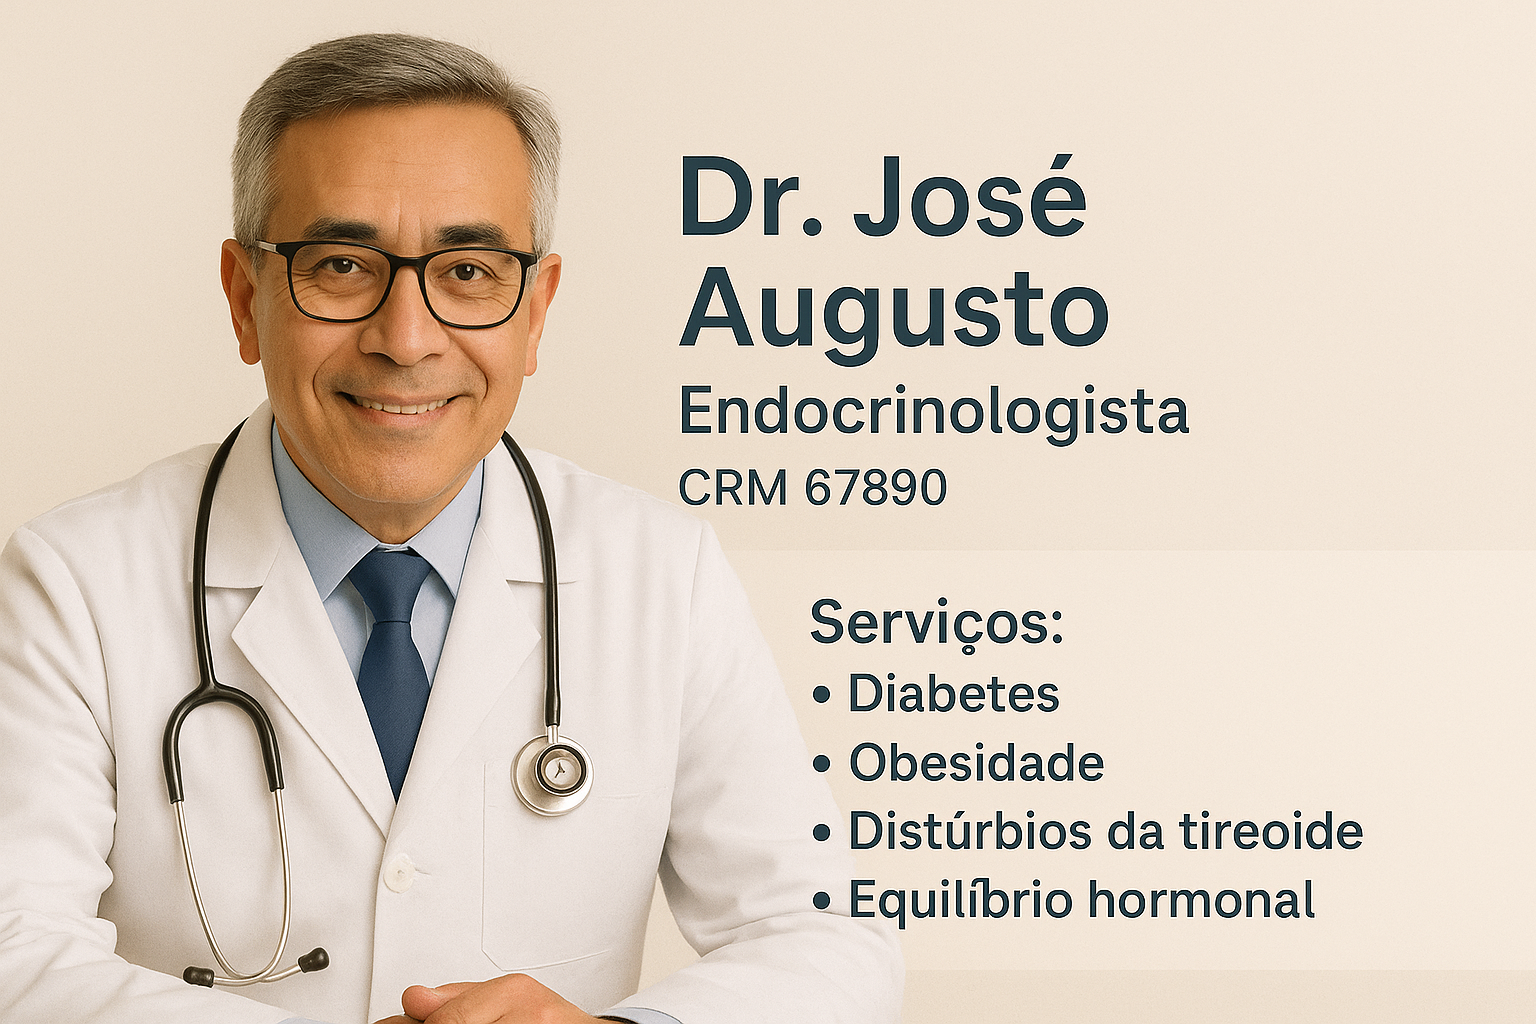 Dr. José
Augusto
Endocrinologista
CRM 67890
Serviços:
• Diabetes
• Obesidade
• Distúrbios da tireoide
• Equilíbrio hormonal